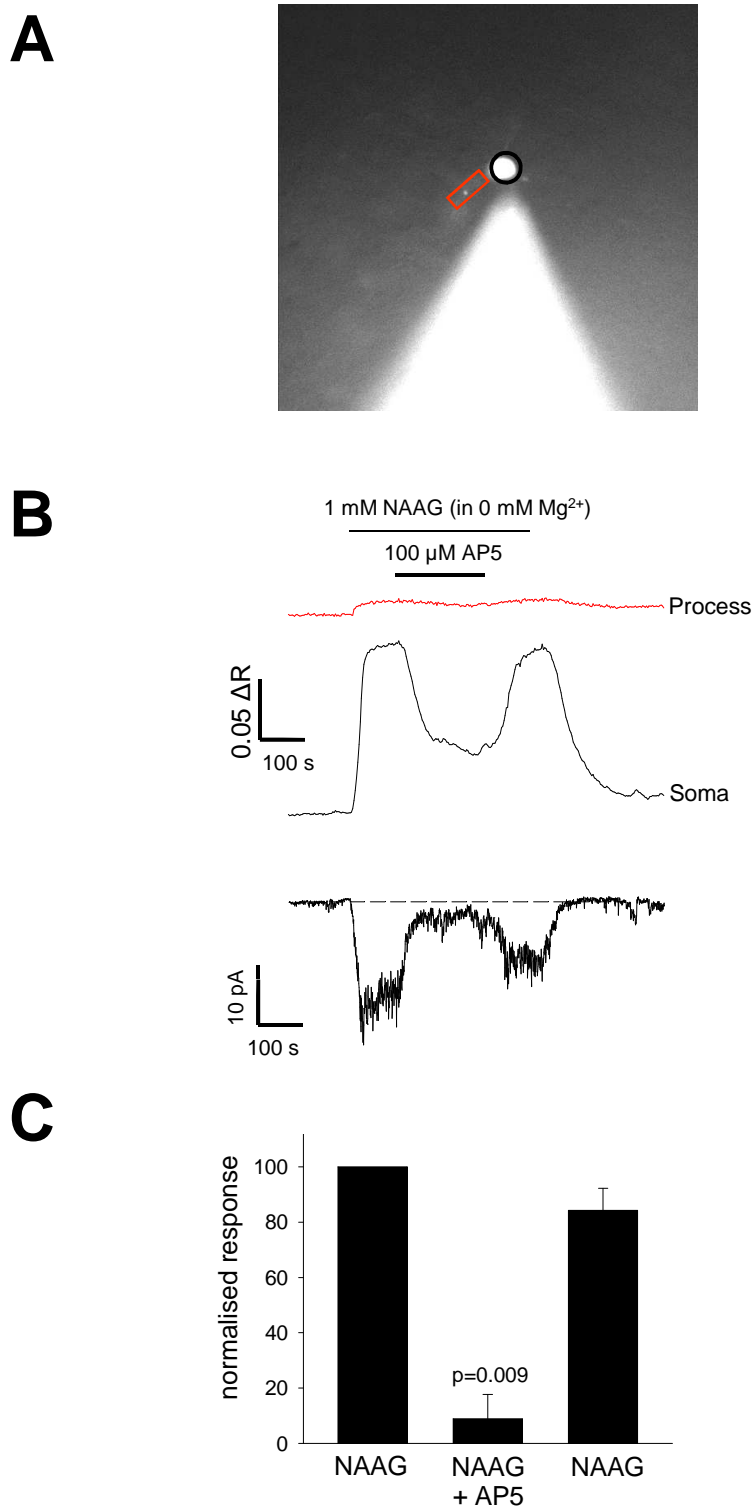 A
B
1 mM NAAG (in 0 mM Mg²⁺)
100 µM AP5
Process
0.05 ΔR
100 s
Soma
10 pA
100 s
C
normalised response
100
80
60
40
20
0
p=0.009
NAAG
NAAG
+ AP5
NAAG